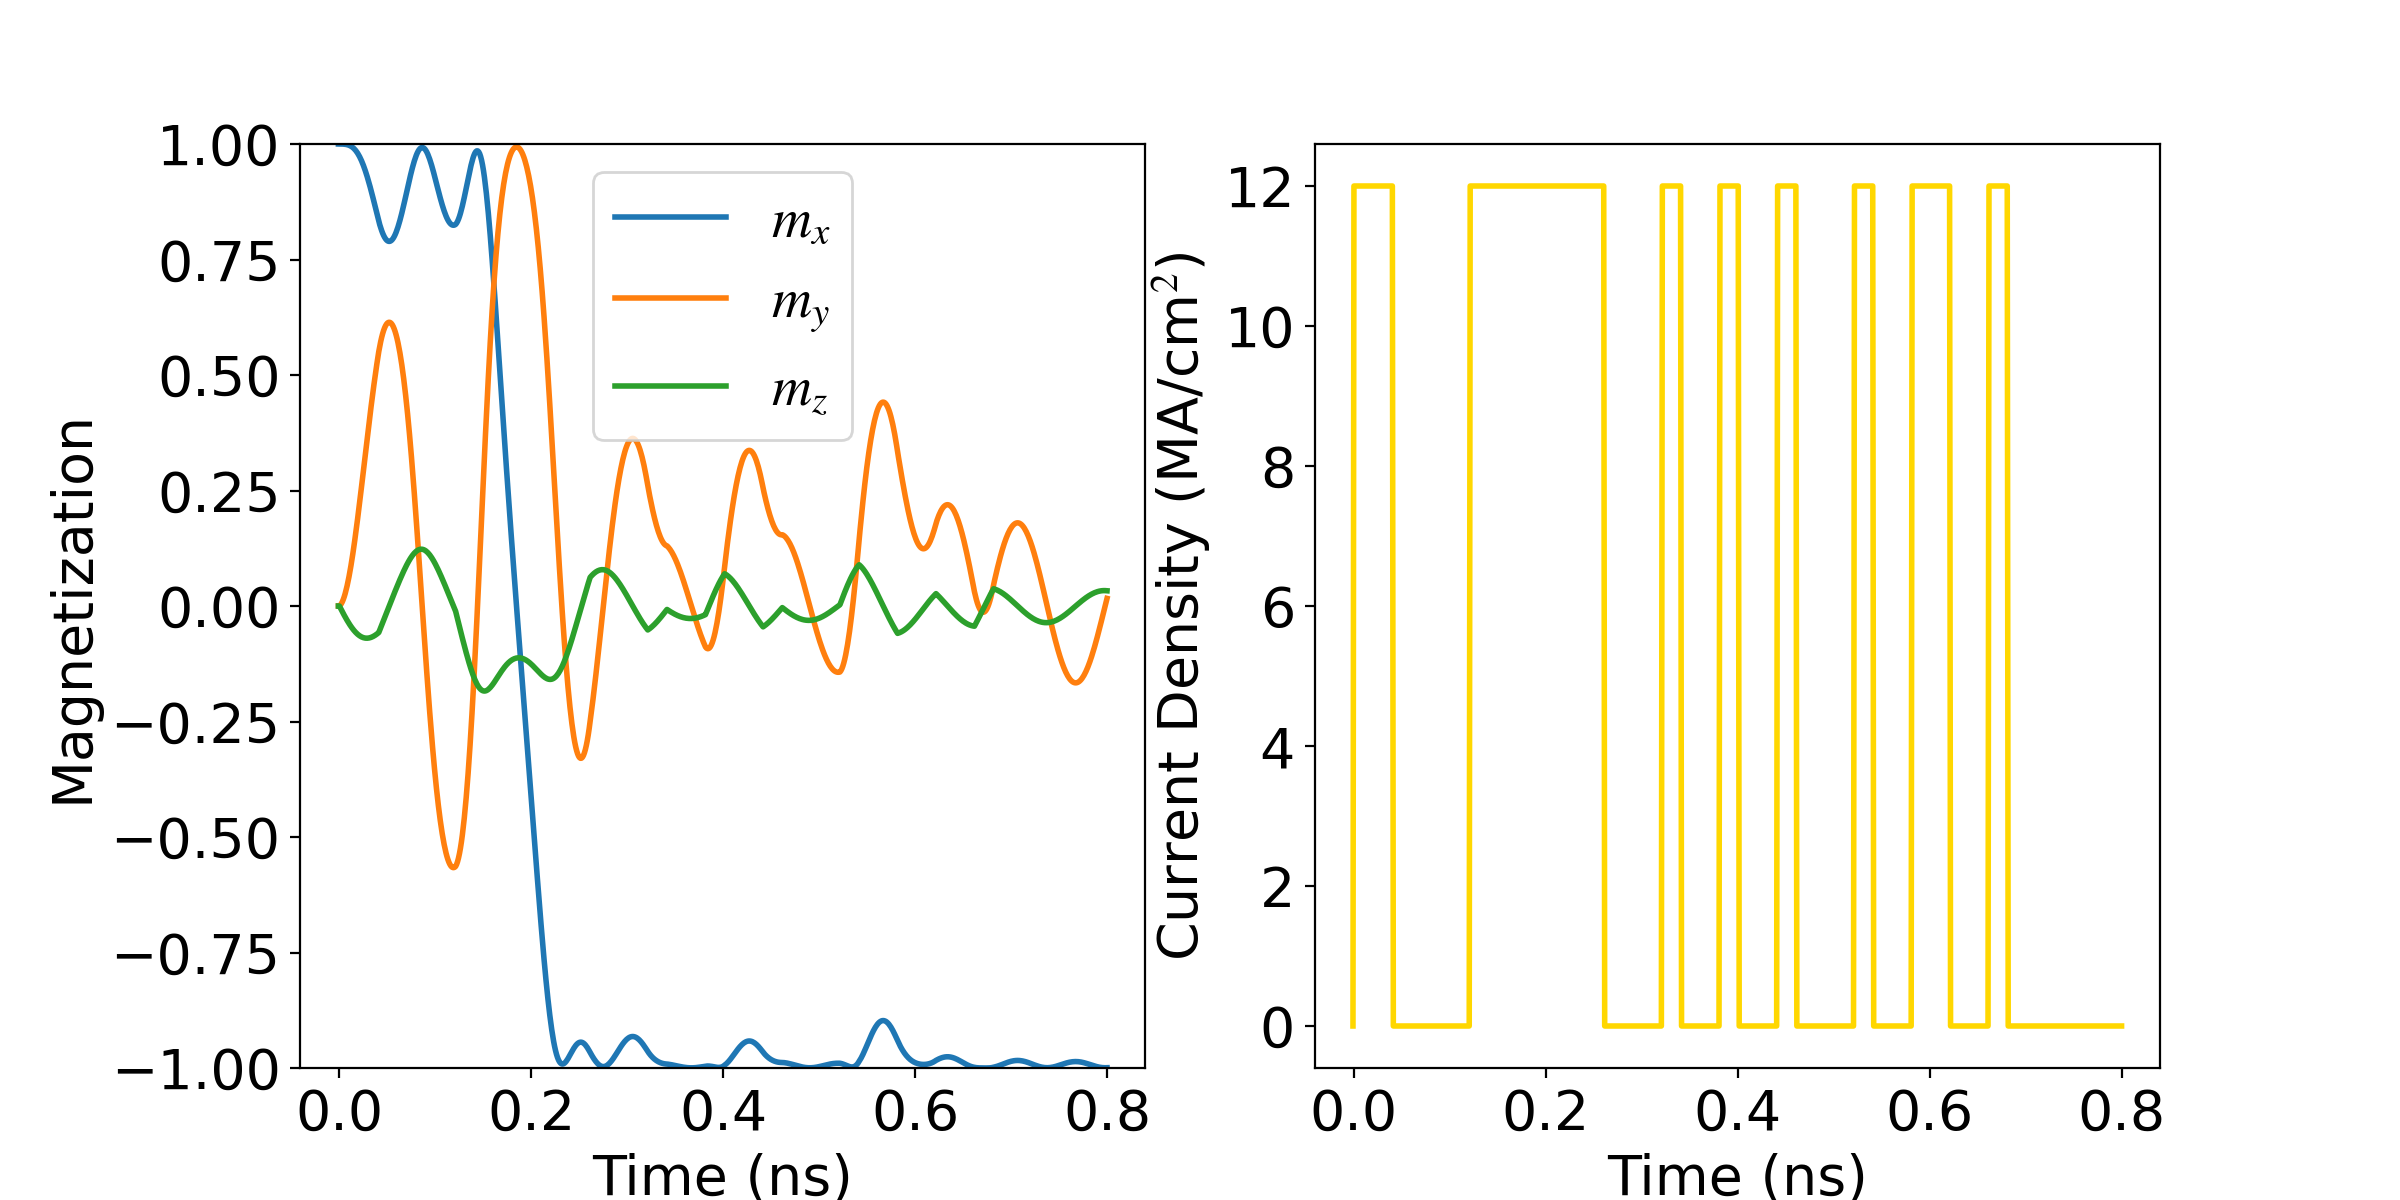 1.00
0.75
0.50
0.25
0.00
−0.25
−0.50
−0.75
−1.00
Magnetization
0.0 0.2 0.4 0.6 0.8
Time (ns)
m_x
m_y
m_z
12
10
8
6
4
2
0
Current Density (MA/cm²)
0.0 0.2 0.4 0.6 0.8
Time (ns)